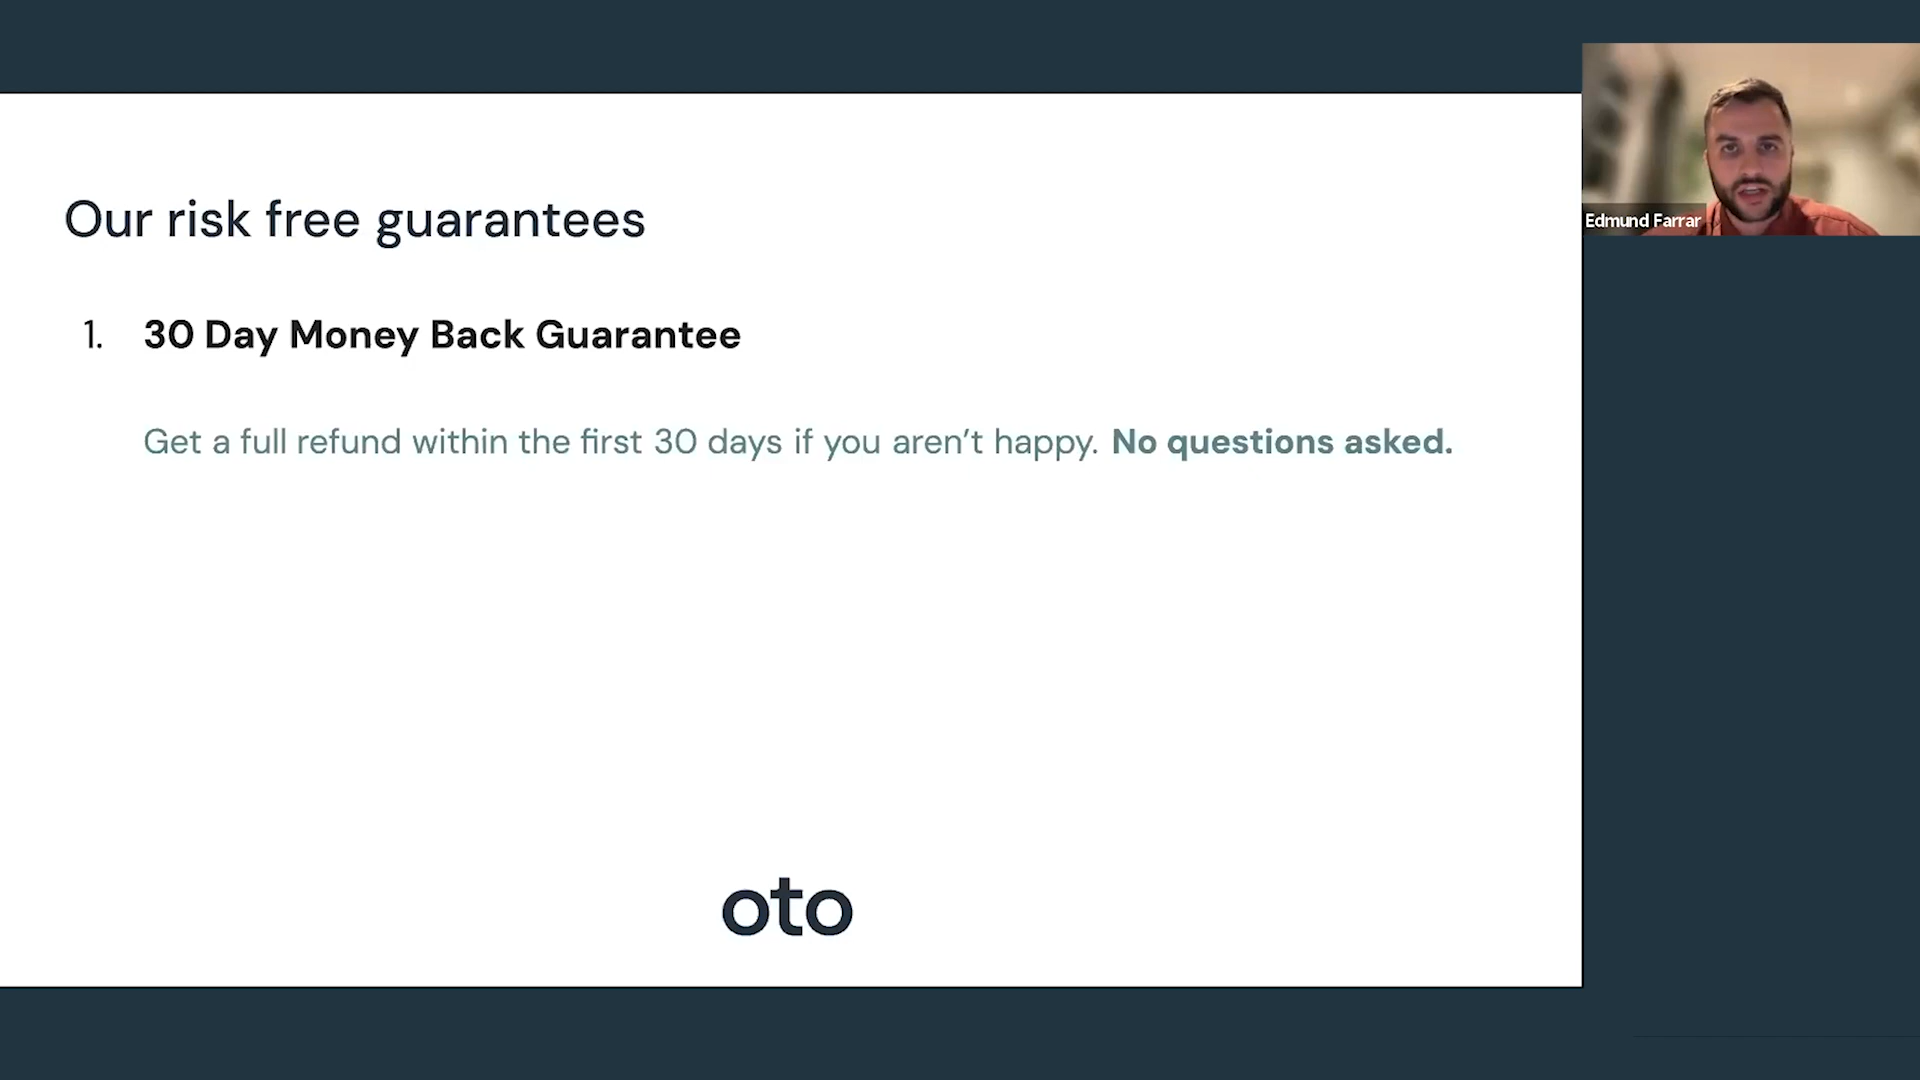 Our risk free guarantees
1. 30 Day Money Back Guarantee
Get a full refund within the first 30 days if you aren’t happy. No questions asked.
oto
Edmund Farrar